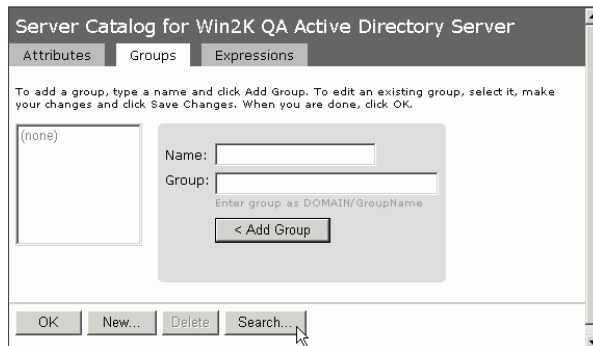 Server Catalog for Win2K QA Active Directory Server
Attributes Groups Expressions
To add a group, type a name and click Add Group. To edit an existing group, select it, make
your changes and click Save Changes. When you are done, click OK.
(none)
Name:
Group:
Enter group as DOMAIN/GroupName
< Add Group
OK New... Delete Search...